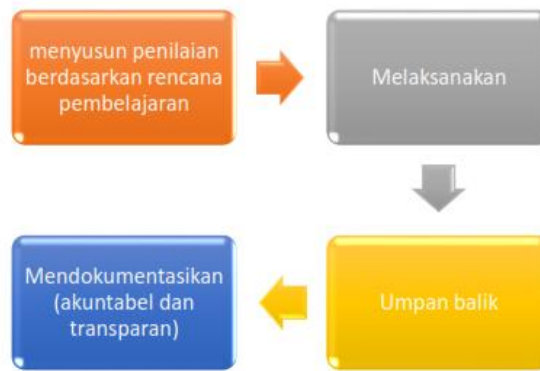 menyusun penilaian
berdasarkan rencana
pembelajaran
Melaksanakan
Umpan balik
Mendokumentasikan
(akuntabel dan
transparan)